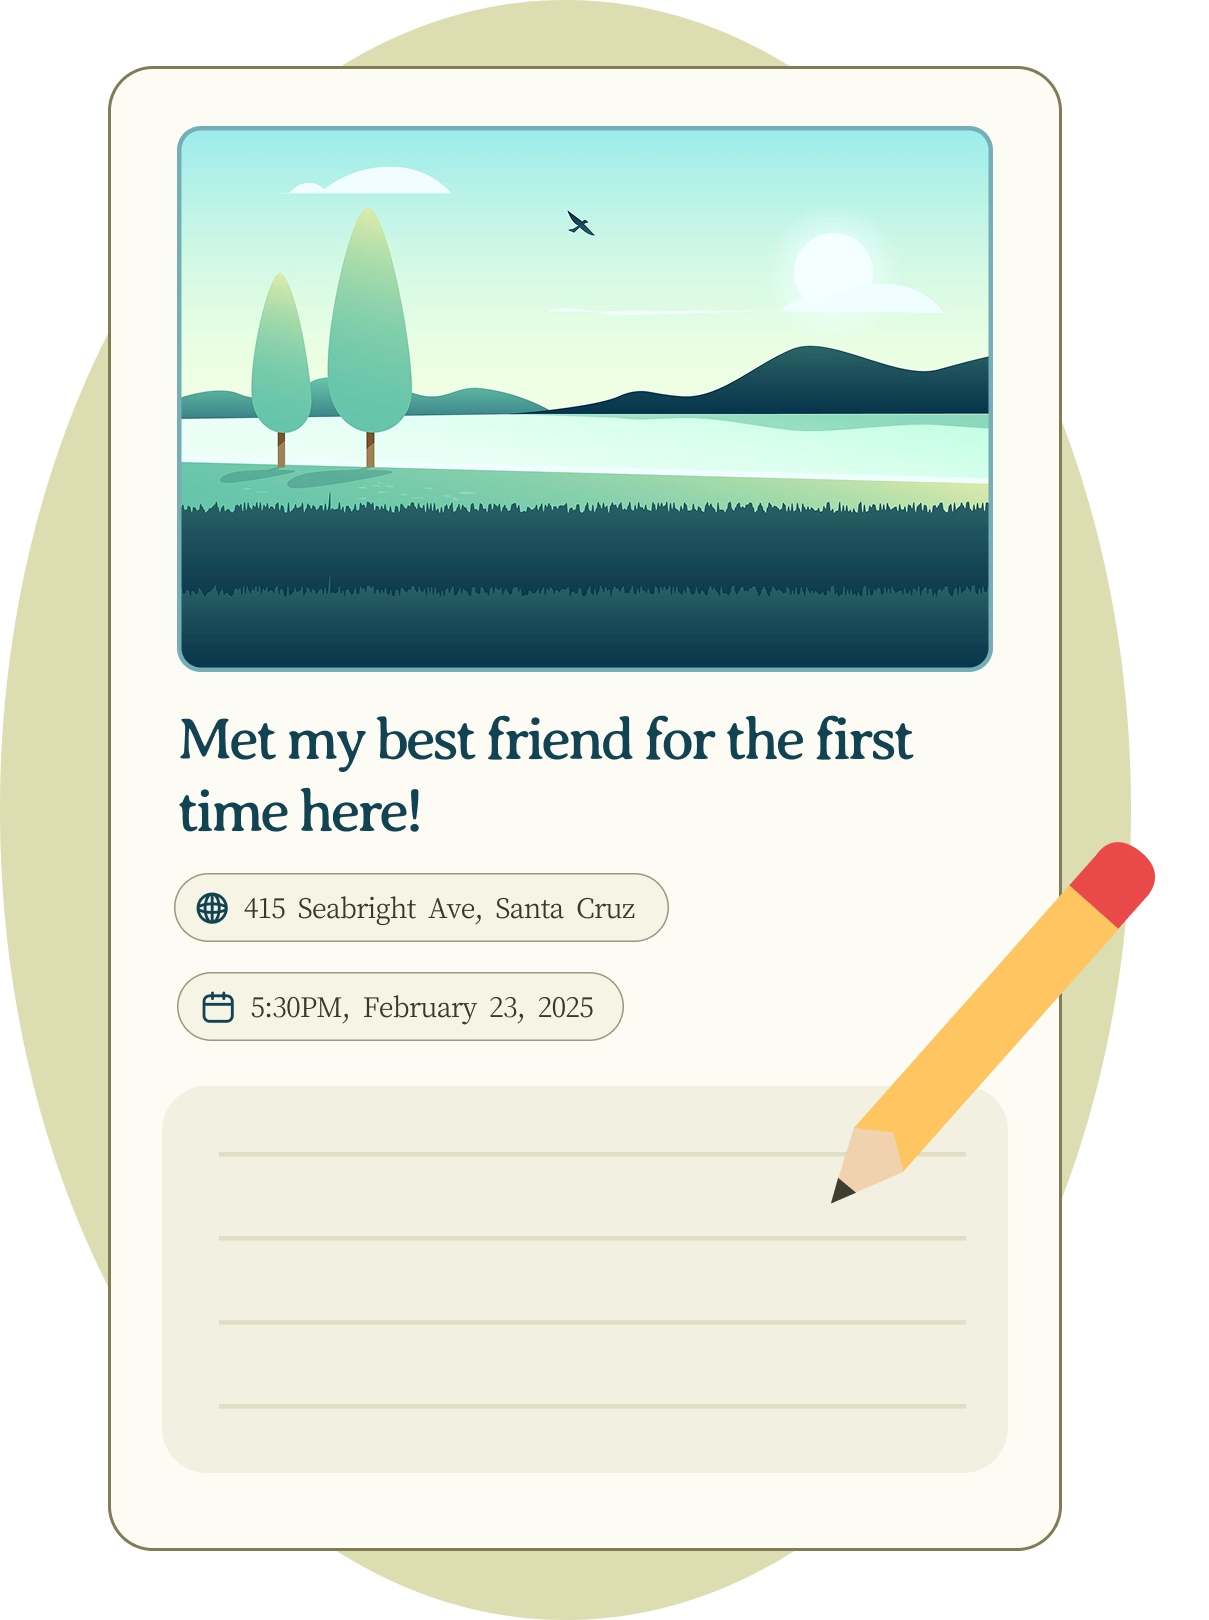 Met my best friend for the first
time here!
415 Seabright Ave, Santa Cruz
5:30PM, February 23, 2025